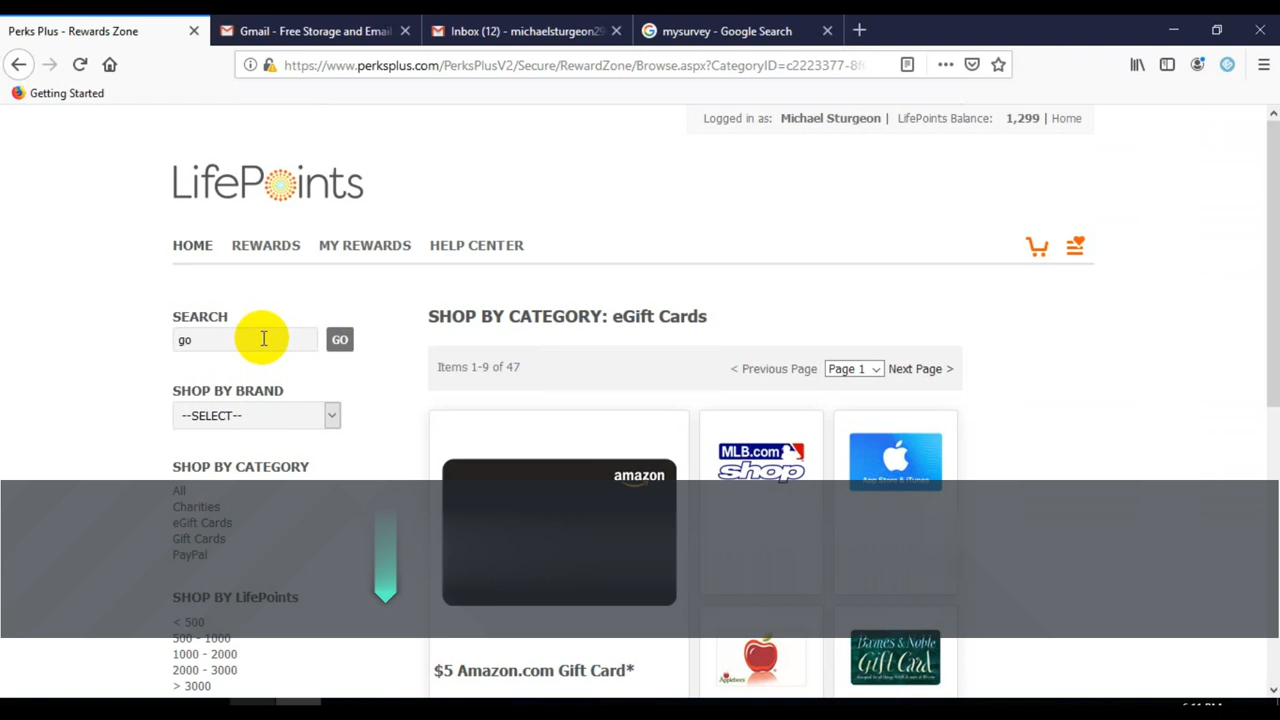 Perks Plus - Rewards Zone
Gmail - Free Storage and Email
Inbox (12) - michaelsturgeon29
mysurvey - Google Search
https://www.perksplus.com/PerksPlusV2/Secure/RewardZone/Browse.aspx?CategoryID=c2223377-8f
Getting Started
Logged in as: Michael Sturgeon | LifePoints Balance: 1,299 | Home
LifePoints
HOME REWARDS MY REWARDS HELP CENTER
SEARCH
go
GO
SHOP BY BRAND
--SELECT--
SHOP BY CATEGORY
All
Charities
eGift Cards
Gift Cards
PayPal
SHOP BY LifePoints
< 500
500 - 1000
1000 - 2000
2000 - 3000
> 3000
SHOP BY CATEGORY: eGift Cards
Items 1-9 of 47
< Previous Page Page 1 Next Page >
amazon
MLB.com
shop
App Store & iTunes
$5 Amazon.com Gift Card*
Applebees
Barnes & Noble
Gift Card